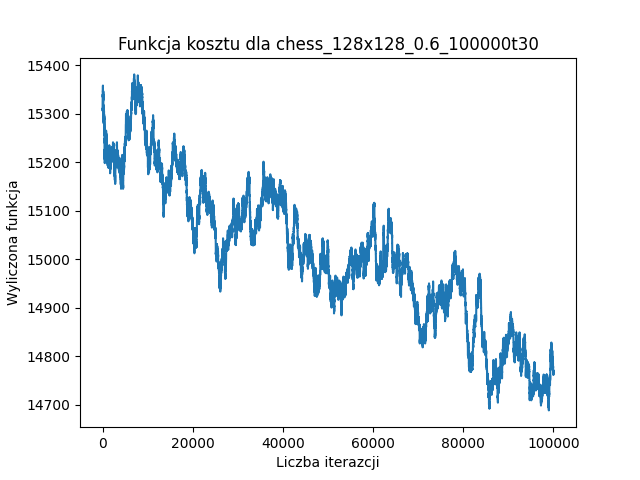 Funkcja kosztu dla chess_128x128_0.6_100000t30
15400
15300
15200
15100
15000
14900
14800
14700
Wyliczona funkcja
0 20000 40000 60000 80000 100000
Liczba iterazcji